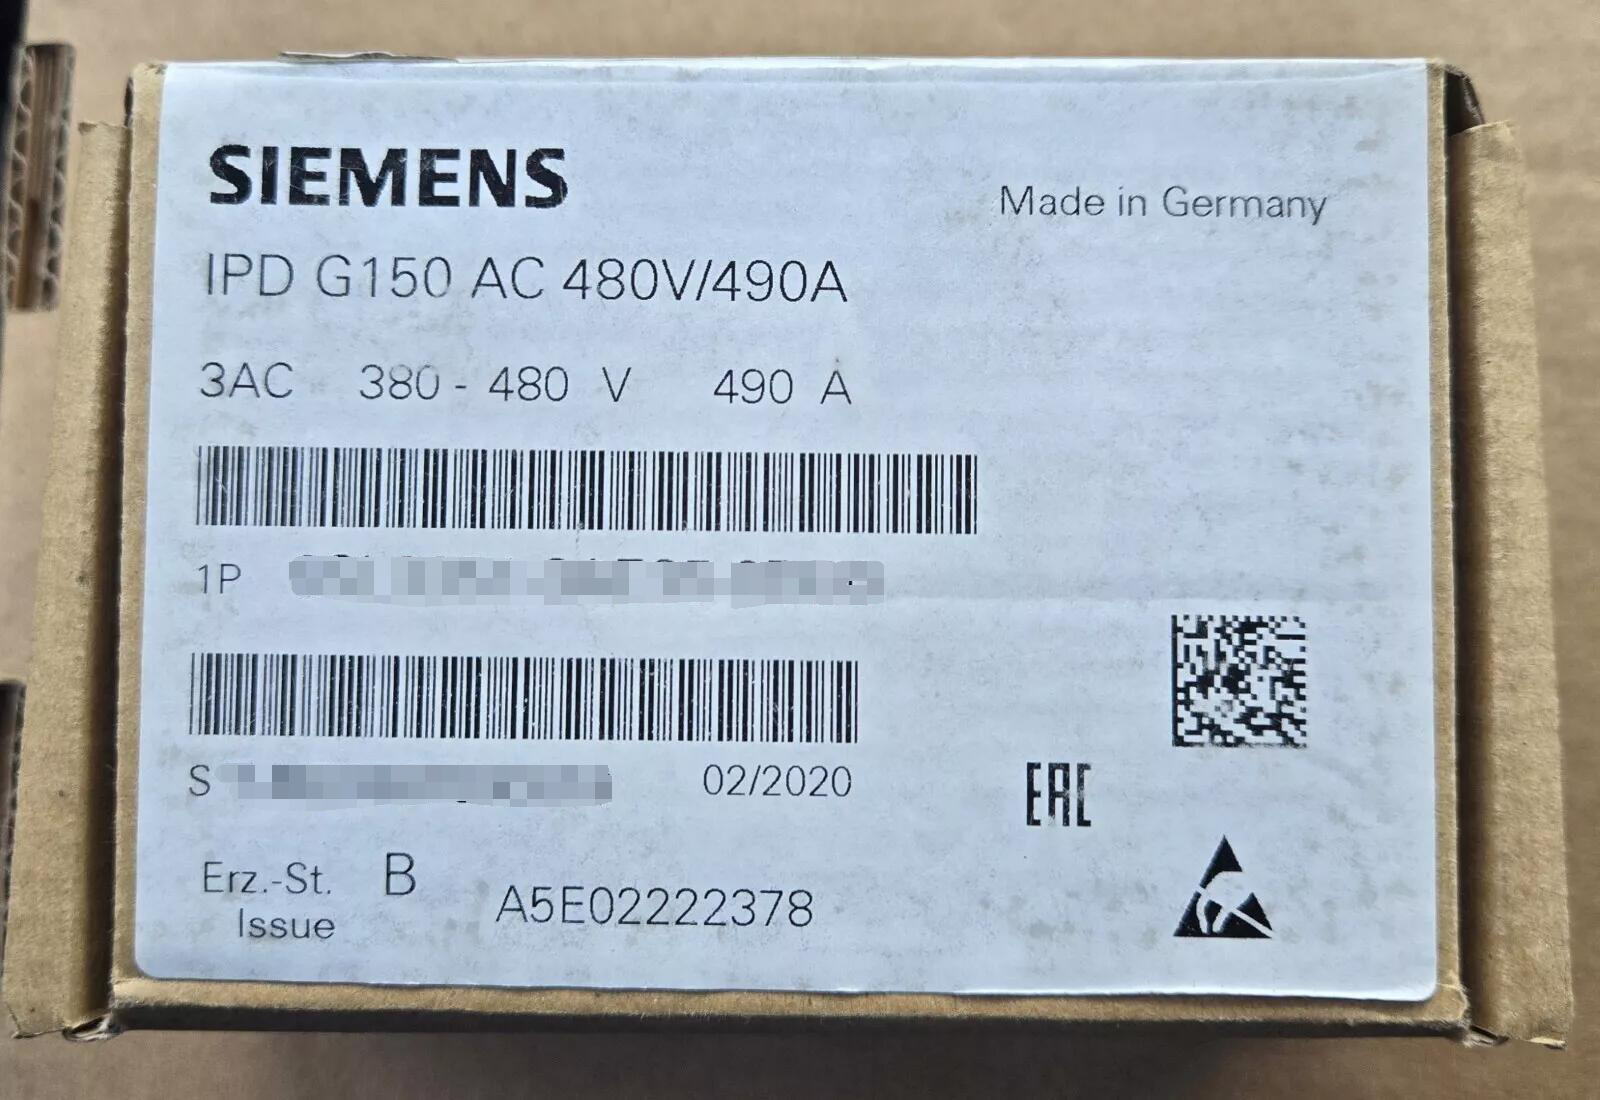 SIEMENS
Made in Germany
IPD G150 AC 480V/490A
3AC 380 - 480 V 490 A
1P
S 02/2020
EAC
Erz.-St. B
Issue
A5E02222378